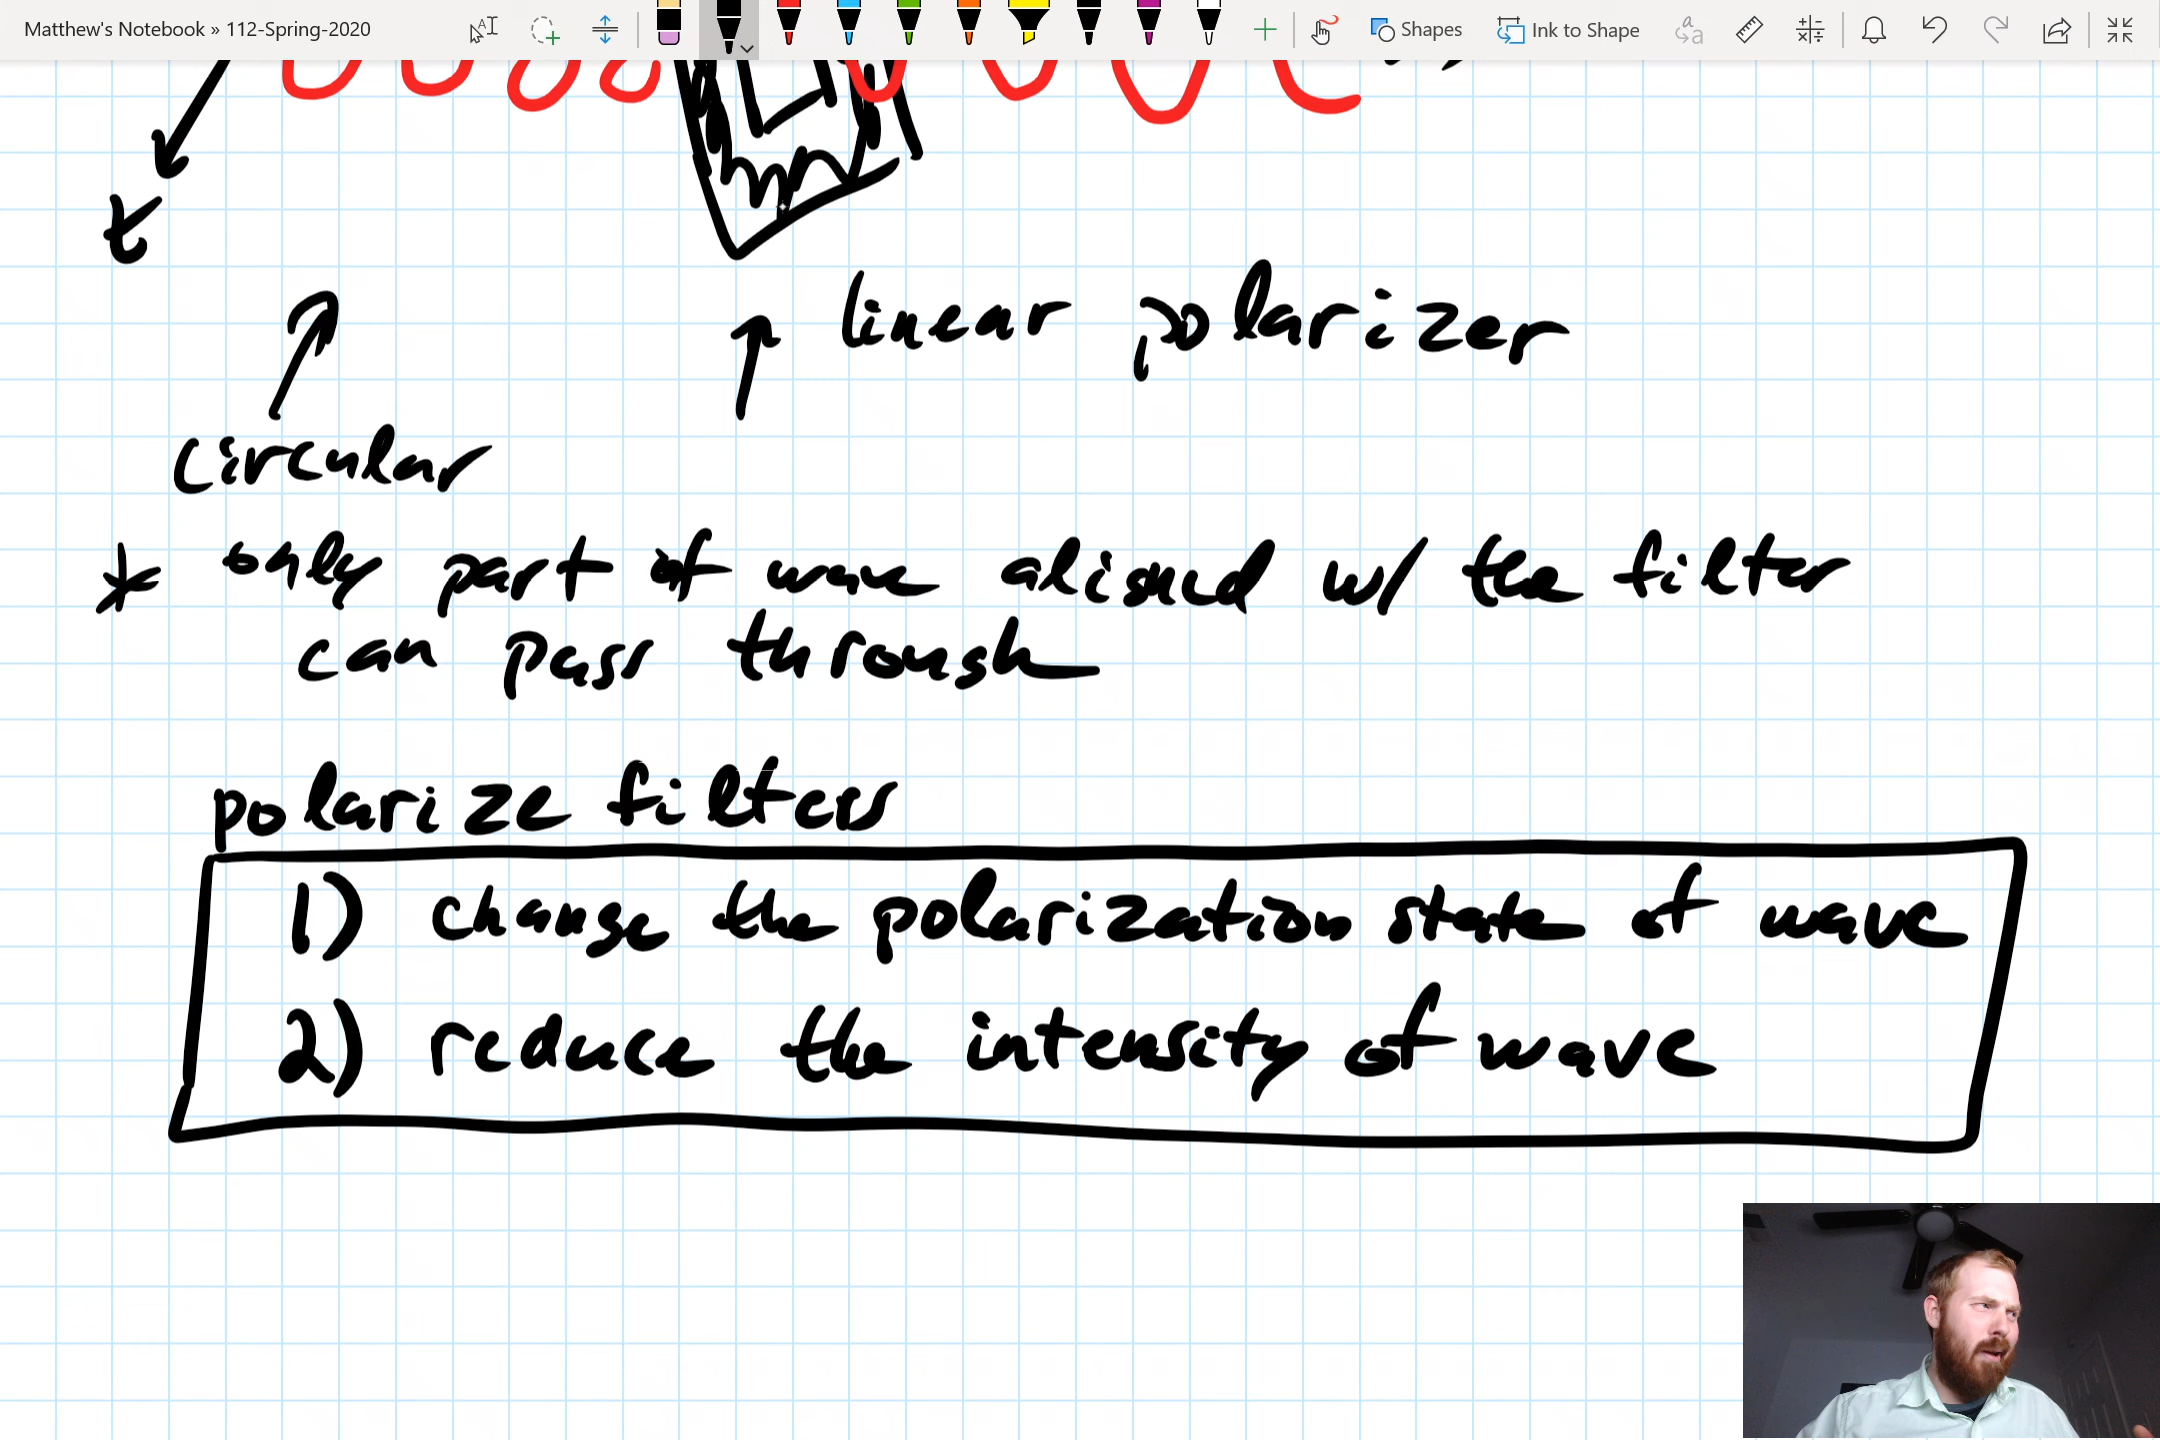 Matthew's Notebook » 112-Spring-2020
Shapes
Ink to Shape
t
linear polarizer
circular
* only part of wave aligned w/ the filter
can pass through
polarize filters
1) change the polarization state of wave
2) reduce the intensity of wave